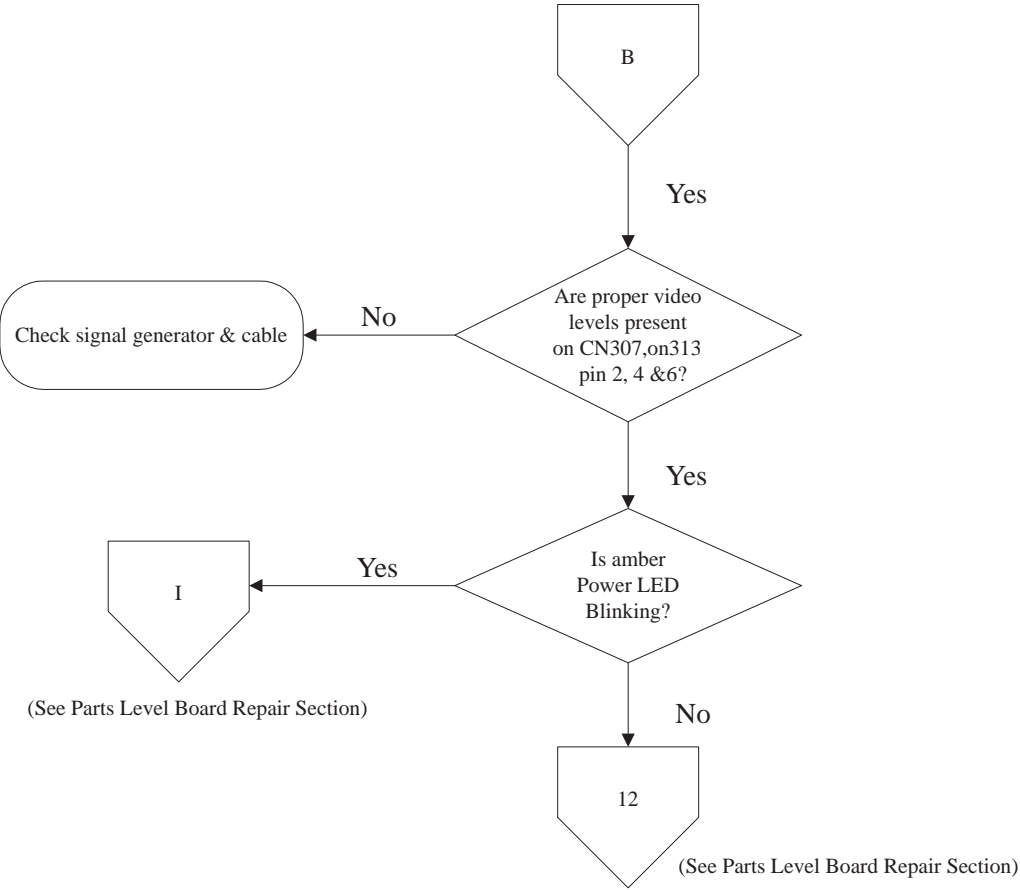 B
Yes
Are proper video
levels present
on CN307,on313
pin 2, 4 &6?
No
Check signal generator & cable
Yes
Is amber
Power LED
Blinking?
Yes
I
(See Parts Level Board Repair Section)
No
12
(See Parts Level Board Repair Section)